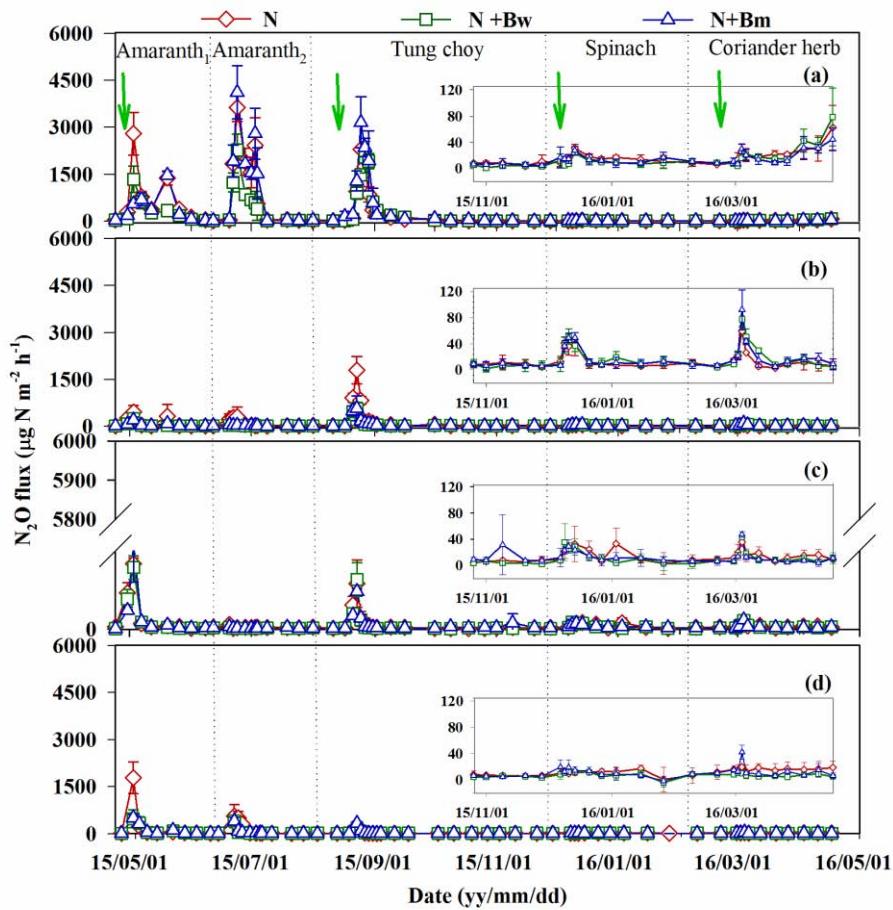 N N +Bw N+Bm
Amaranth₁ Amaranth₂ Tung choy Spinach Coriander herb
(a)
6000
4500
3000
1500
0
120
80
40
0
15/11/01 16/01 16/03/01
(b)
6000
4500
3000
1500
0
120
80
40
0
15/11/01 16/01 16/03/01
(c)
6000
5900
5800
0
120
80
40
0
15/11/01 16/01 16/03/01
(d)
6000
4500
3000
1500
0
120
80
40
0
15/11/01 16/01 16/03/01
N₂O flux (µg N m⁻² h⁻¹)
15/05/01 15/07/01 15/09/01 15/11/01 16/01/01 16/03/01 16/05/01
Date (yy/mm/dd)